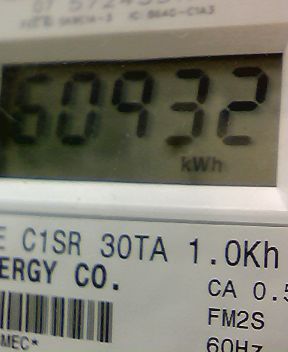 60932
kWh
E C1SR 30TA 1.0Kh
ERGY CO.
CA 0.5
FM2S
MEC*
60Hz